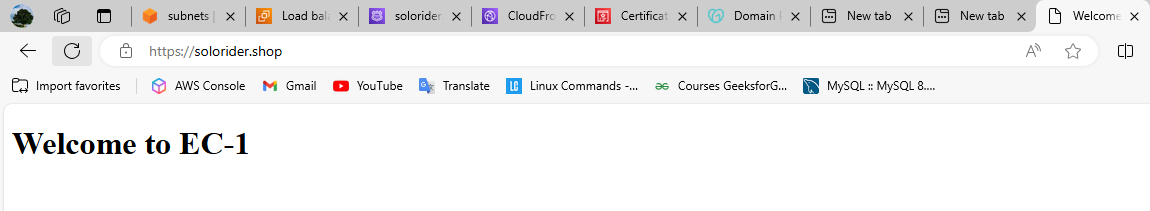 subnets | Load bala solorider. CloudFro Certificat Domain New tab New tab Welcome
https://solorider.shop
Import favorites AWS Console Gmail YouTube Translate Linux Commands -... Courses GeeksforG... MySQL :: MySQL 8....
Welcome to EC-1